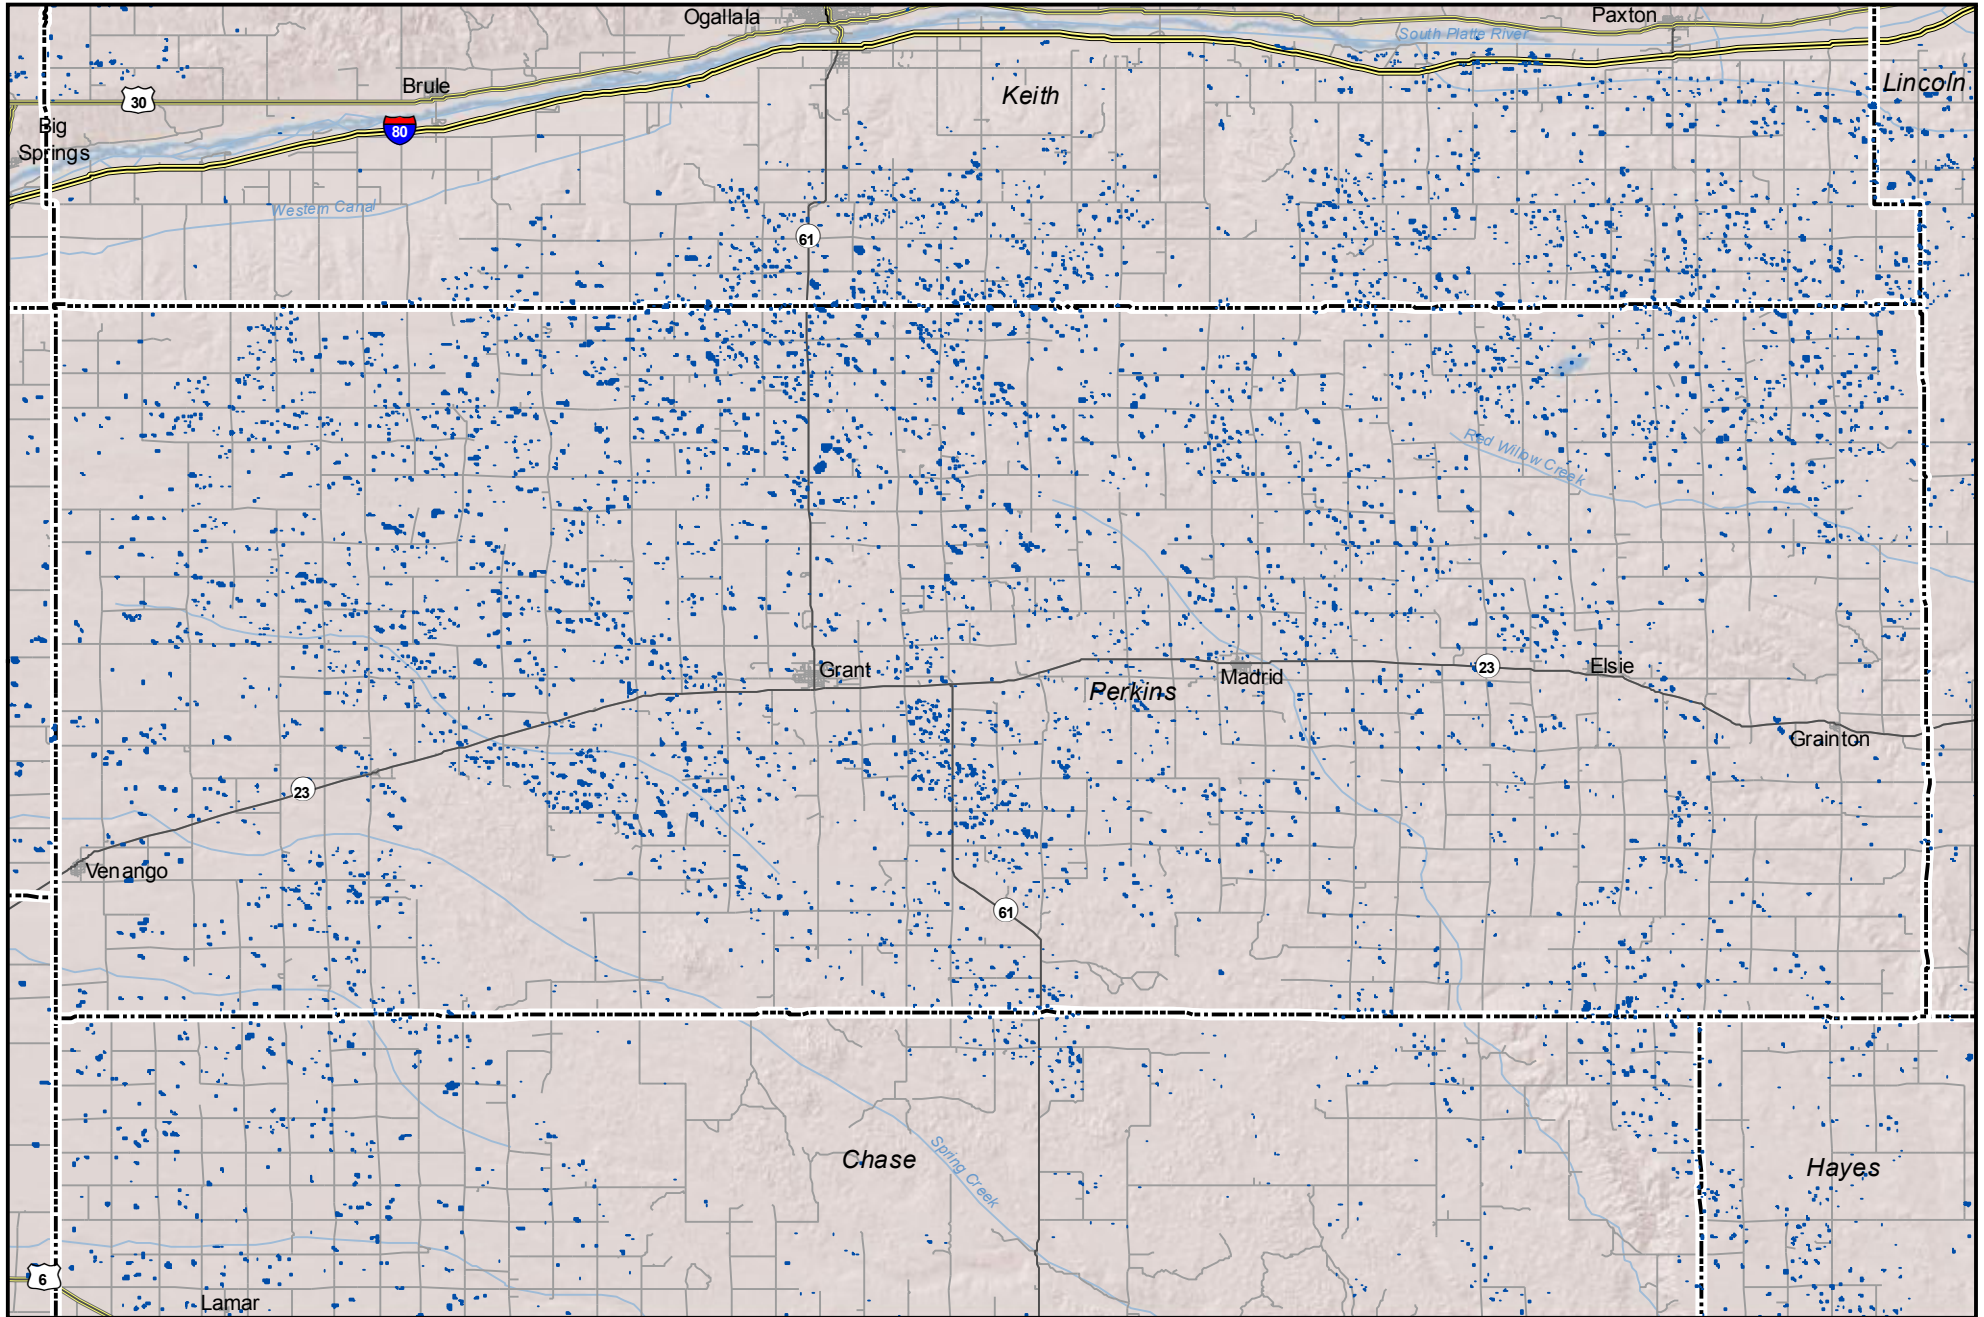 Ogallala
Paxton
South Platte River
Brule
Keith
Lincoln
30
80
Big
Springs
Western Canal
61
Red Willow Creek
Grant
Perkins
Madrid
23
Elsie
Grainton
23
Venango
61
Chase
Spring Creek
Hayes
6
Lamar